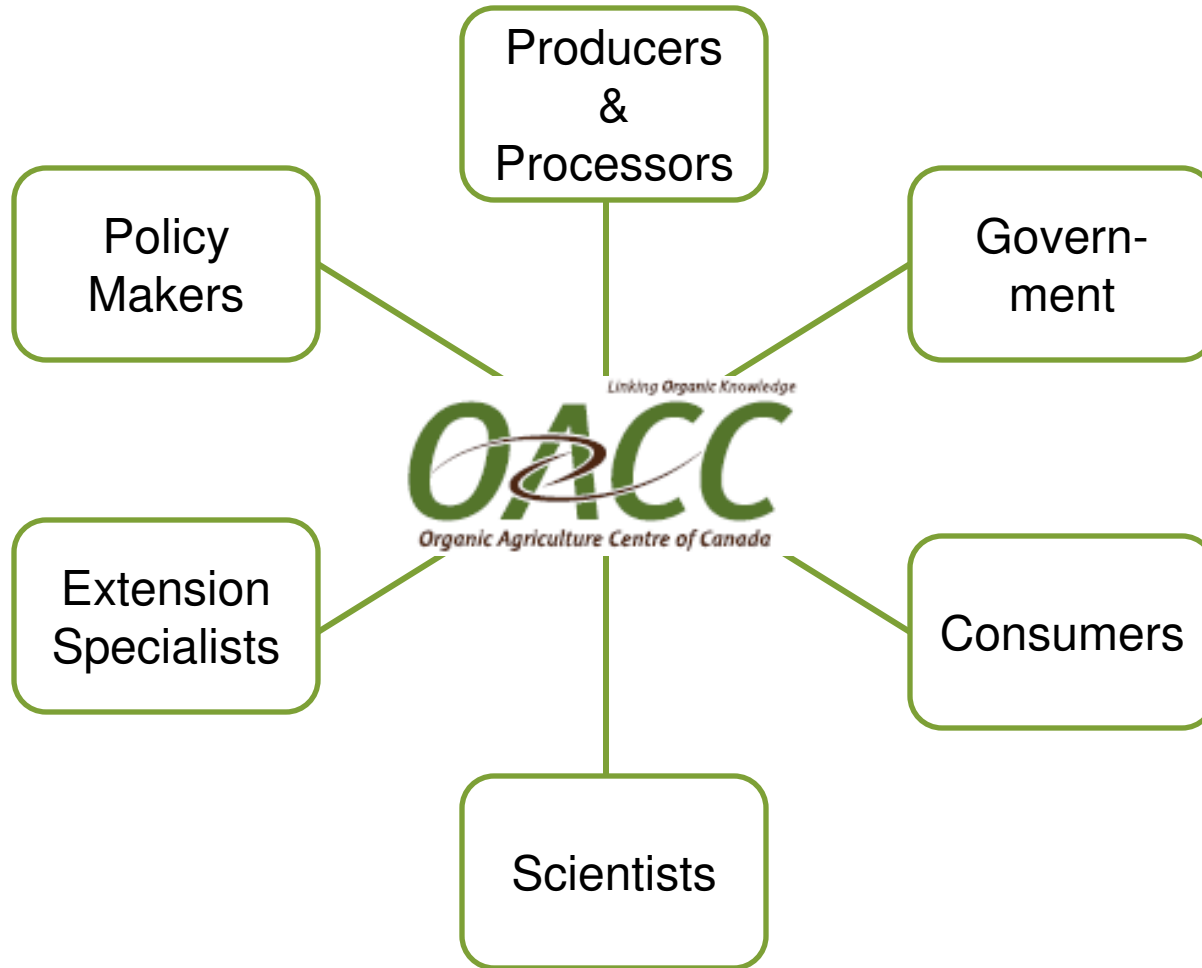 Producers
&
Processors
Policy
Makers
Govern-
ment
Linking Organic Knowledge
OACC
Organic Agriculture Centre of Canada
Extension
Specialists
Consumers
Scientists